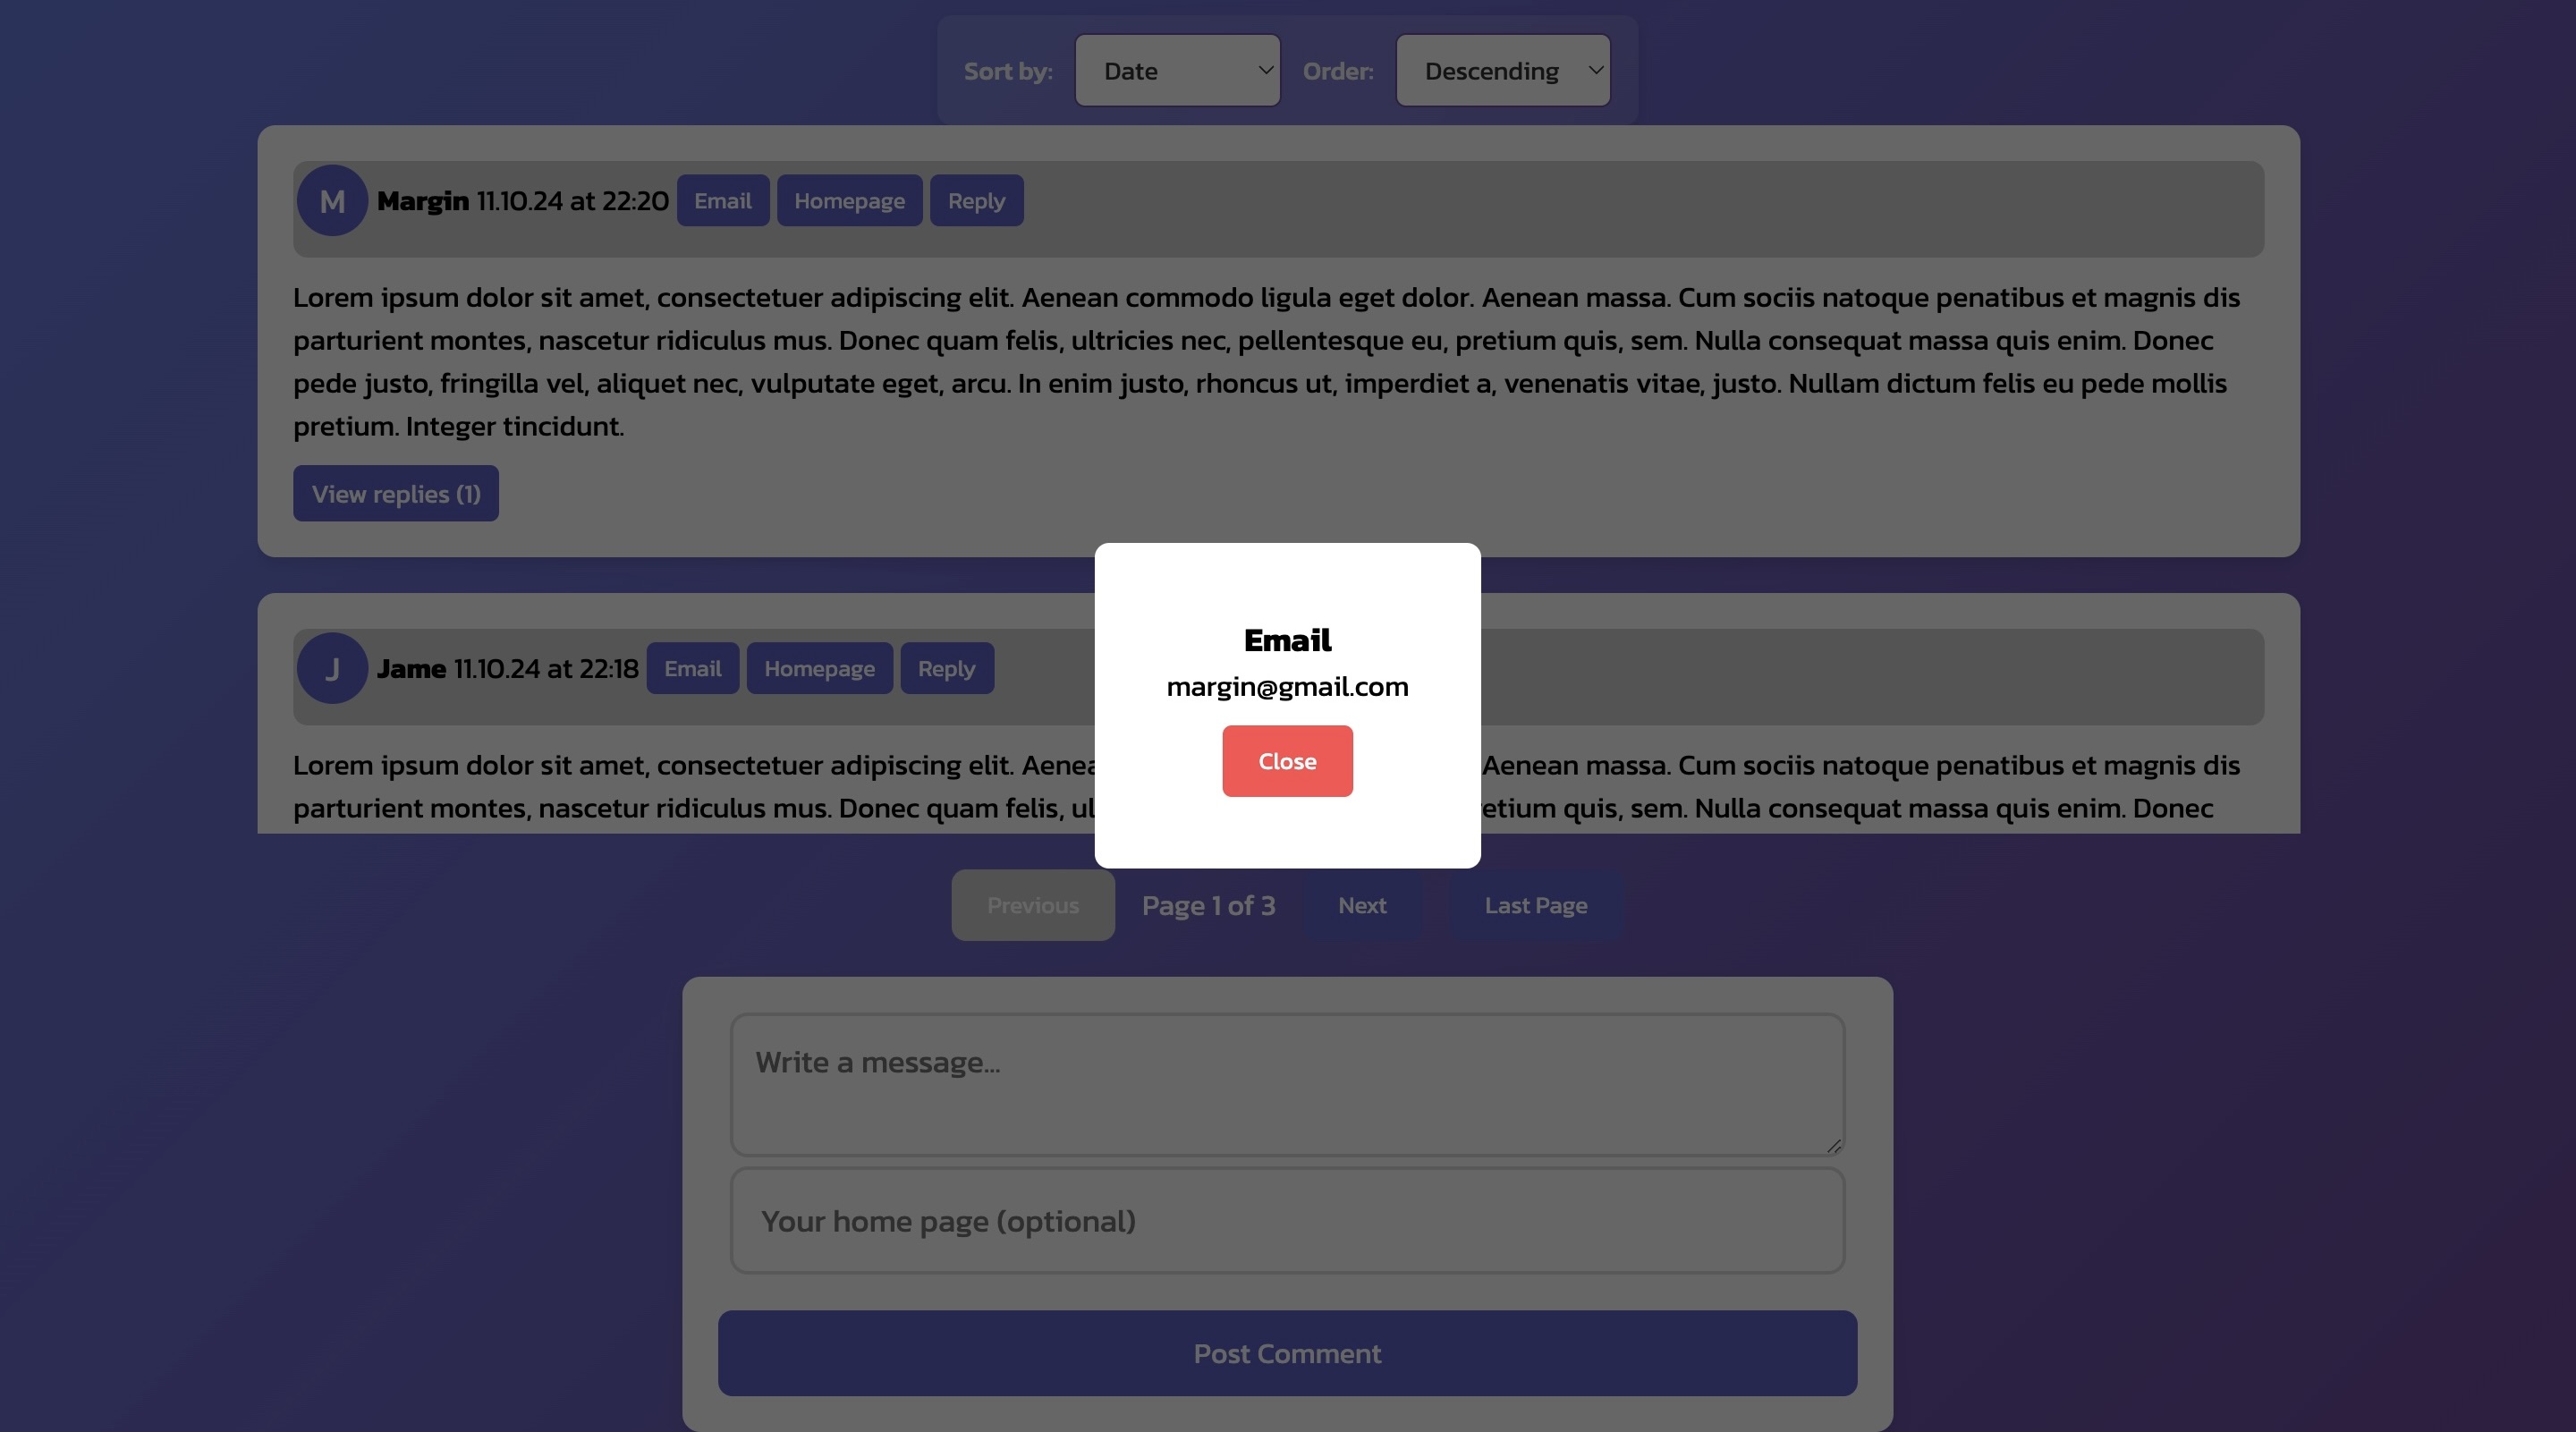 Sort by: Date Order: Descending
M Margin 11.10.24 at 22:20 Email Homepage Reply
Lorem ipsum dolor sit amet, consectetuer adipiscing elit. Aenean commodo ligula eget dolor. Aenean massa. Cum sociis natoque penatibus et magnis dis
parturient montes, nascetur ridiculus mus. Donec quam felis, ultricies nec, pellentesque eu, pretium quis, sem. Nulla consequat massa quis enim. Donec
pede justo, fringilla vel, aliquet nec, vulputate eget, arcu. In enim justo, rhoncus ut, imperdiet a, venenatis vitae, justo. Nullam dictum felis eu pede mollis
pretium. Integer tincidunt.
View replies (1)
J Jame 11.10.24 at 22:18 Email Homepage Reply
Email
margin@gmail.com
Close
Lorem ipsum dolor sit amet, consectetuer adipiscing elit. Aenean massa. Cum sociis natoque penatibus et magnis dis
parturient montes, nascetur ridiculus mus. Donec quam felis, quis, sem. Nulla consequat massa quis enim. Donec
Previous Page 1 of 3 Next Last Page
Write a message...
Your home page (optional)
Post Comment